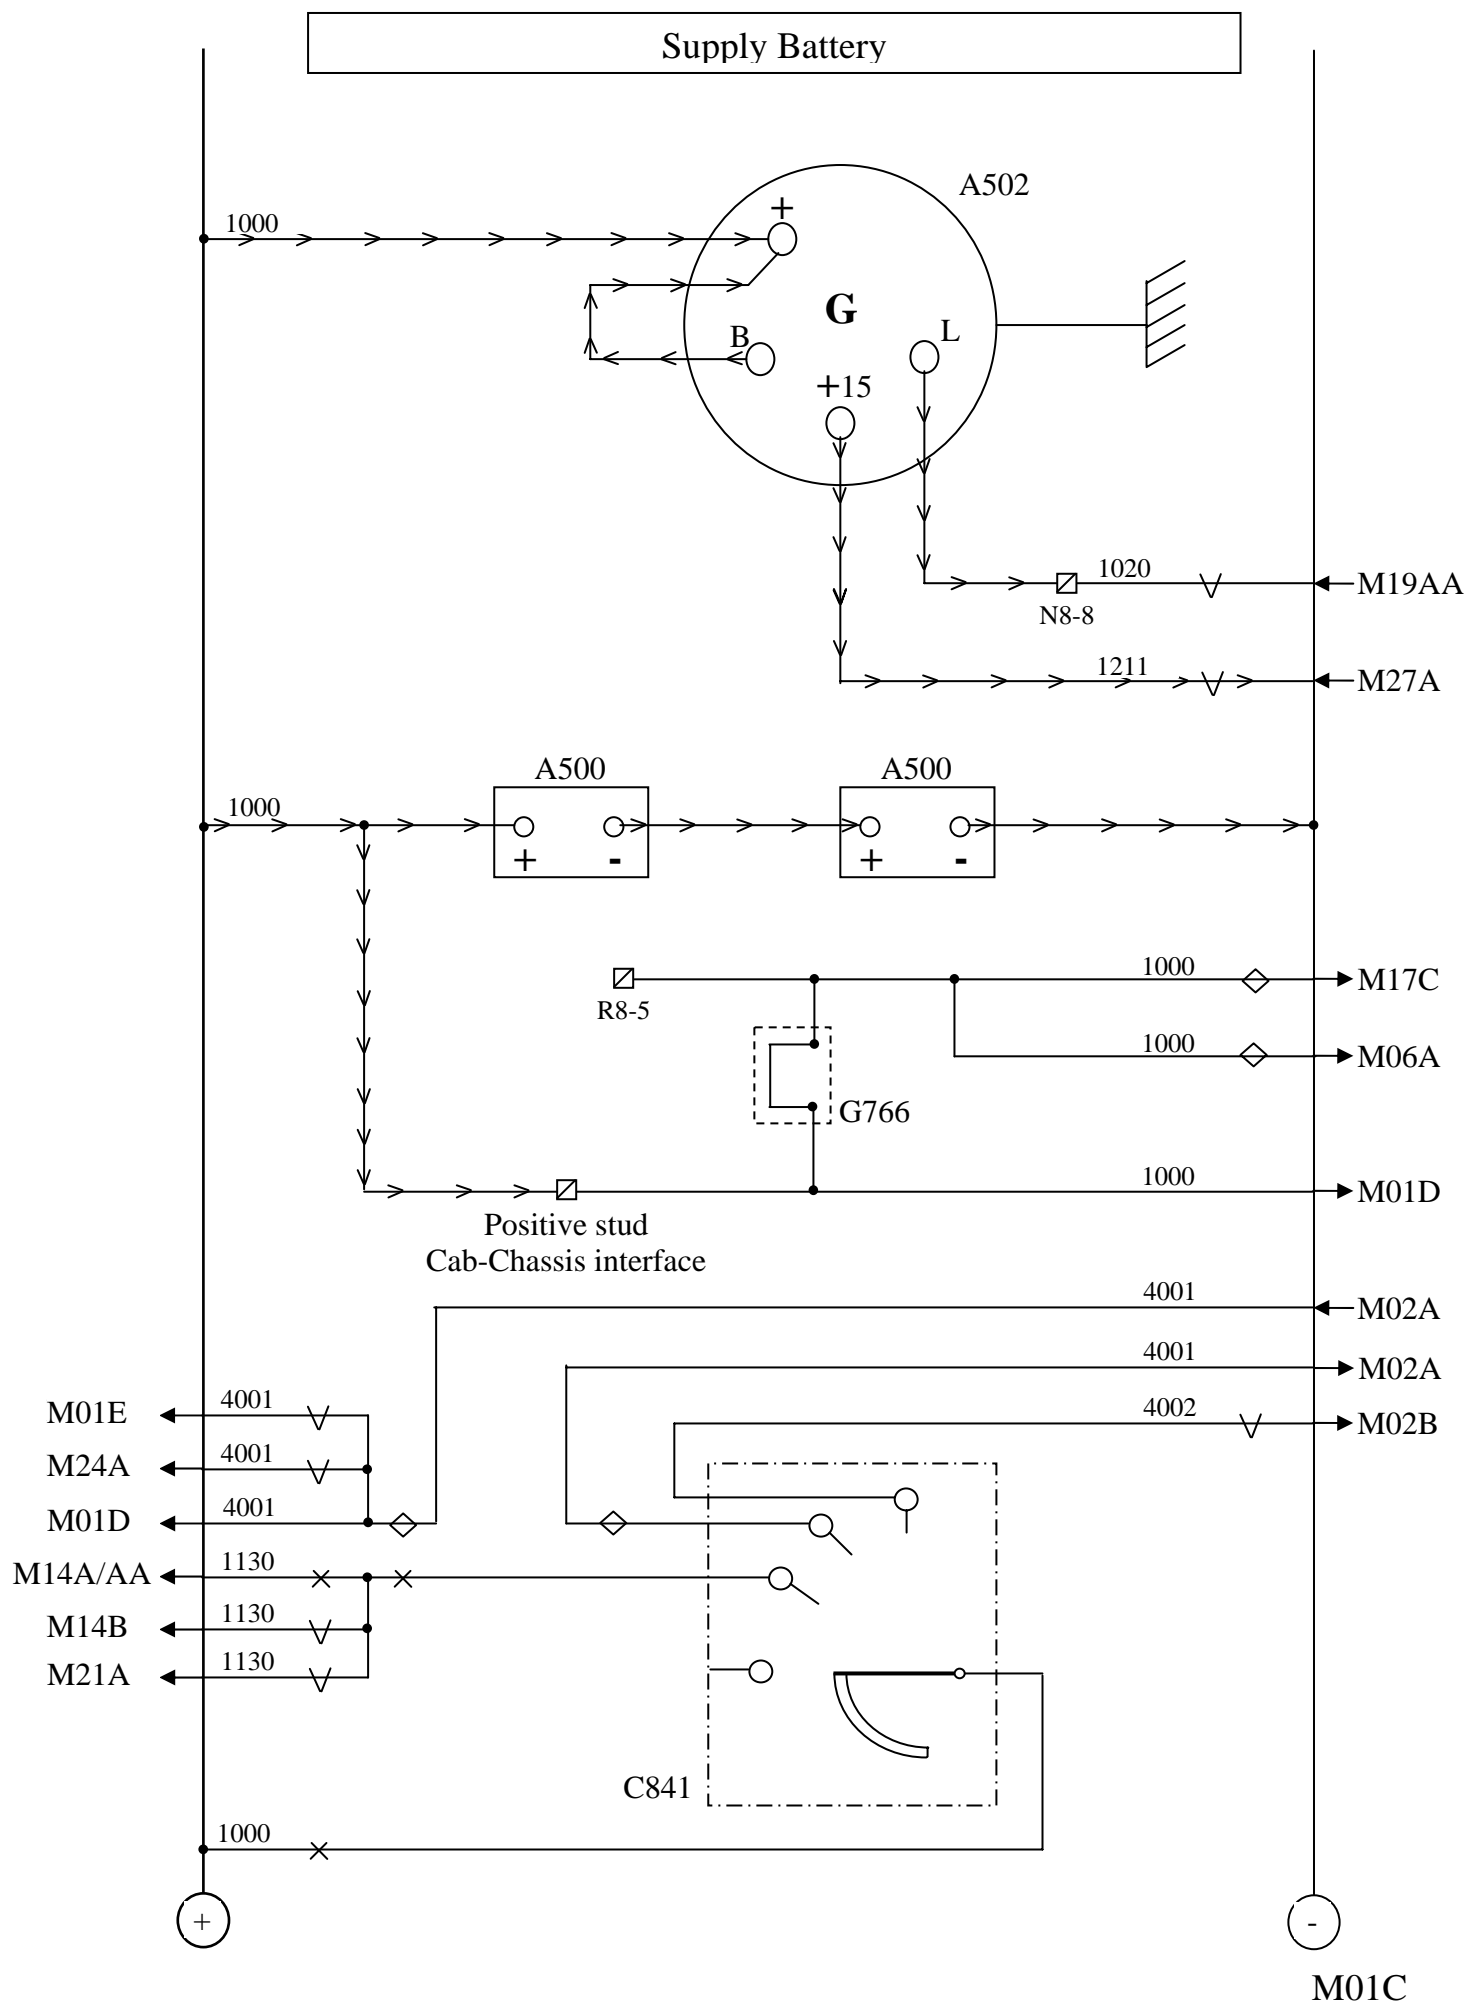 Supply Battery
A502
1000
+
G
B
L
+15
1020
M19AA
N8-8
1211
M27A
A500
A500
1000
+ -
+ -
1000
M17C
R8-5
1000
M06A
G766
1000
M01D
Positive stud
Cab-Chassis interface
4001
M02A
4001
M02A
M01E
4001
4002
M02B
M24A
4001
M01D
4001
M14A/AA
1130
M14B
1130
M21A
1130
C841
1000
+
-
M01C